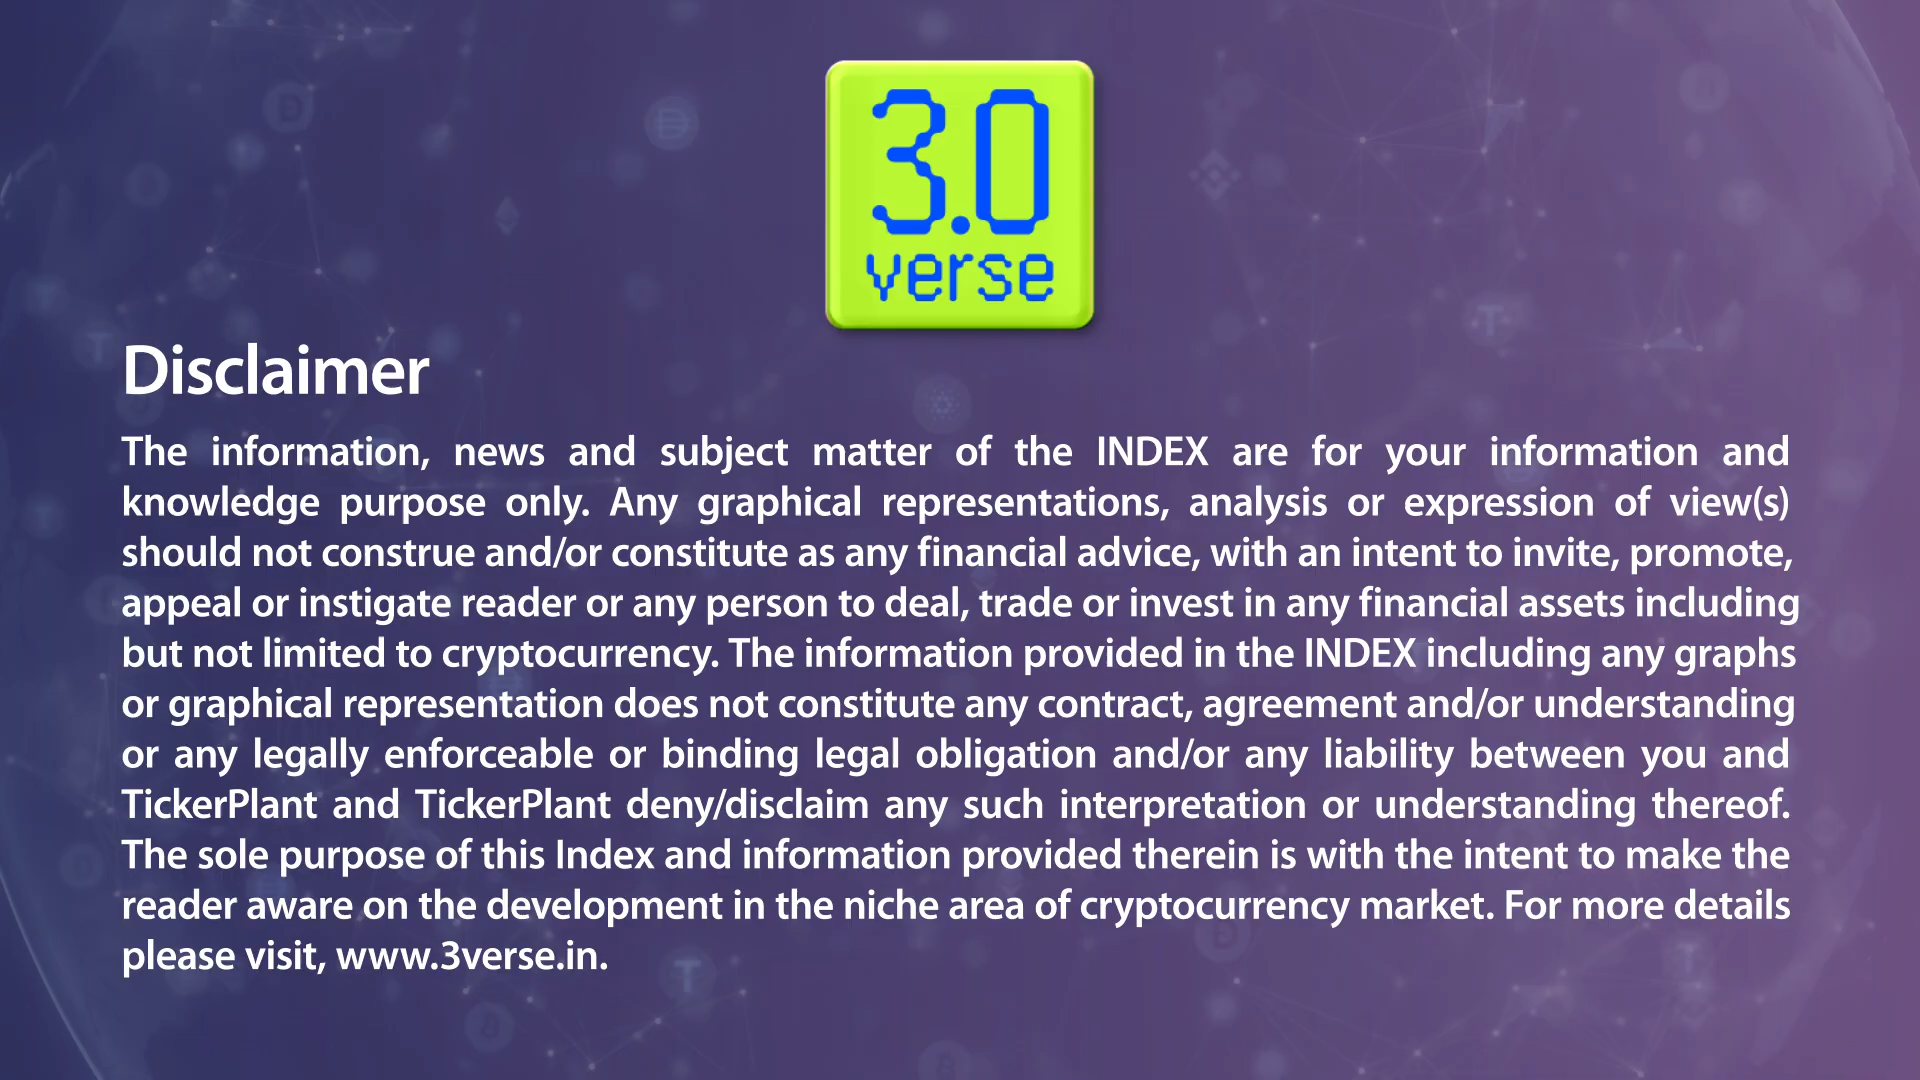 3.0
verse
Disclaimer
The information, news and subject matter of the INDEX are for your information and
knowledge purpose only. Any graphical representations, analysis or expression of view(s)
should not construe and/or constitute as any financial advice, with an intent to invite, promote,
appeal or instigate reader or any person to deal, trade or invest in any financial assets including
but not limited to cryptocurrency. The information provided in the INDEX including any graphs
or graphical representation does not constitute any contract, agreement and/or understanding
or any legally enforceable or binding legal obligation and/or any liability between you and
TickerPlant and TickerPlant deny/disclaim any such interpretation or understanding thereof.
The sole purpose of this Index and information provided therein is with the intent to make the
reader aware on the development in the niche area of cryptocurrency market. For more details
please visit, www.3verse.in.